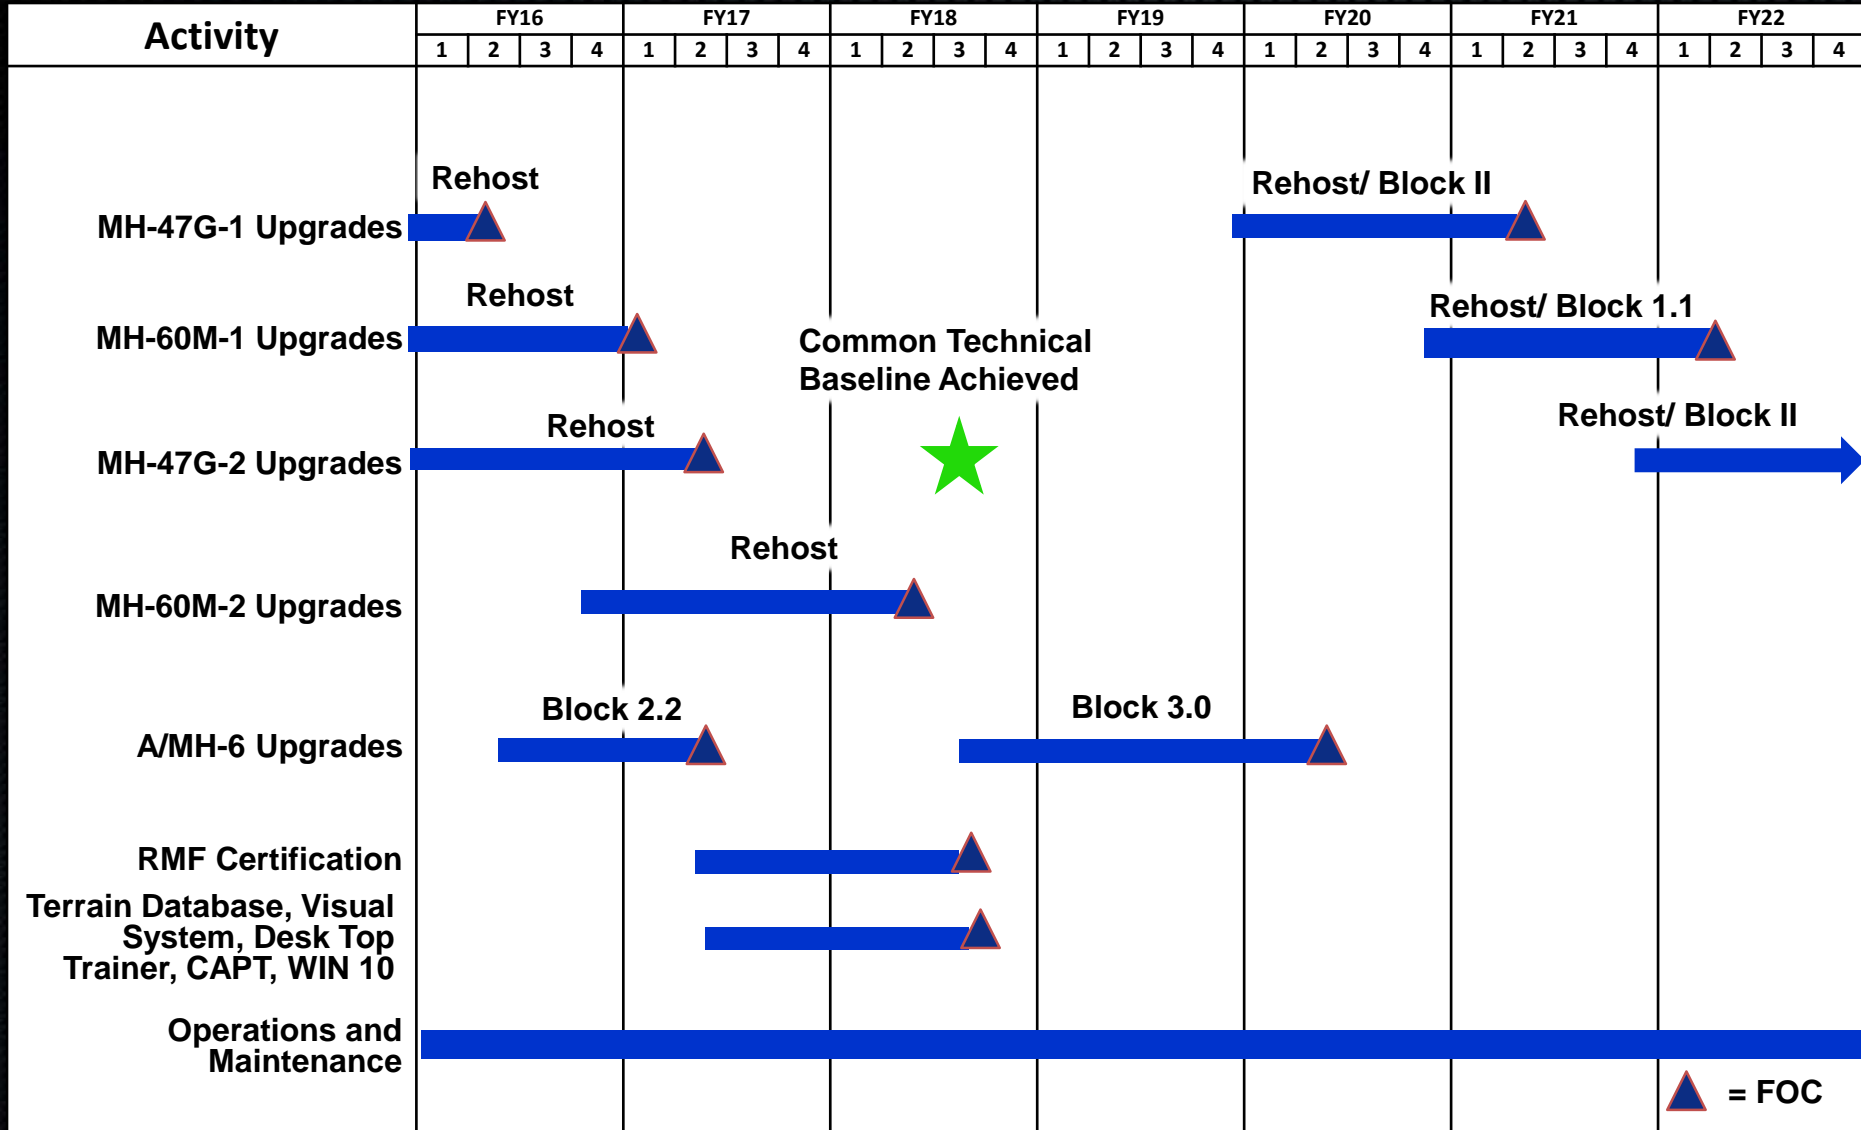 Activity
FY16 FY17 FY18 FY19 FY20 FY21 FY22
1 2 3 4 1 2 3 4 1 2 3 4 1 2 3 4 1 2 3 4 1 2 3 4 1 2 3 4
Rehost
Rehost/ Block II
MH-47G-1 Upgrades
Rehost
Rehost/ Block 1.1
MH-60M-1 Upgrades
Common Technical
Baseline Achieved
Rehost
Rehost/ Block II
MH-47G-2 Upgrades
Rehost
MH-60M-2 Upgrades
Block 2.2
Block 3.0
A/MH-6 Upgrades
RMF Certification
Terrain Database, Visual
System, Desk Top
Trainer, CAPT, WIN 10
Operations and
Maintenance
= FOC